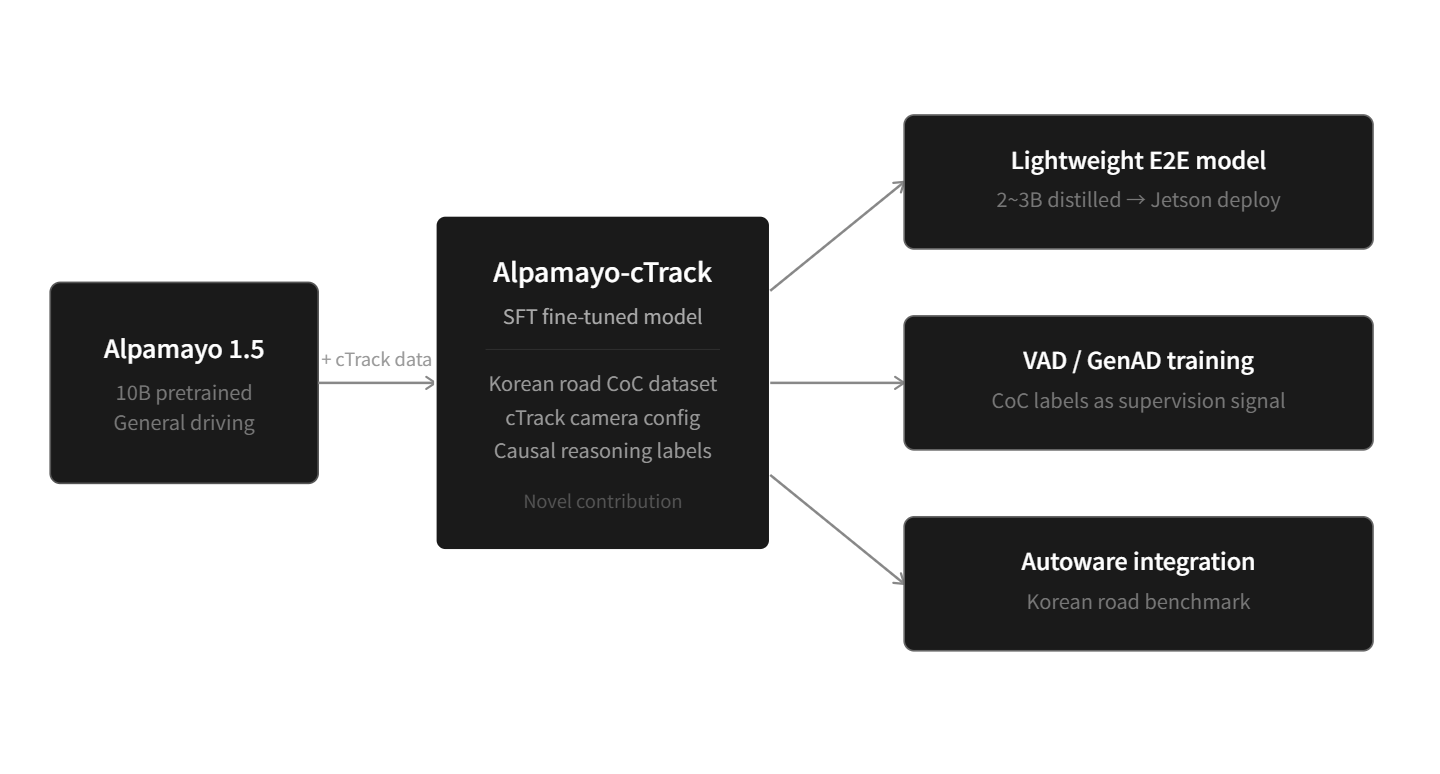 Alpamayo 1.5
10B pretrained
General driving
+ cTrack data
Alpamayo-cTrack
SFT fine-tuned model
Korean road CoC dataset
cTrack camera config
Causal reasoning labels
Novel contribution
Lightweight E2E model
2~3B distilled → Jetson deploy
VAD / GenAD training
CoC labels as supervision signal
Autoware integration
Korean road benchmark